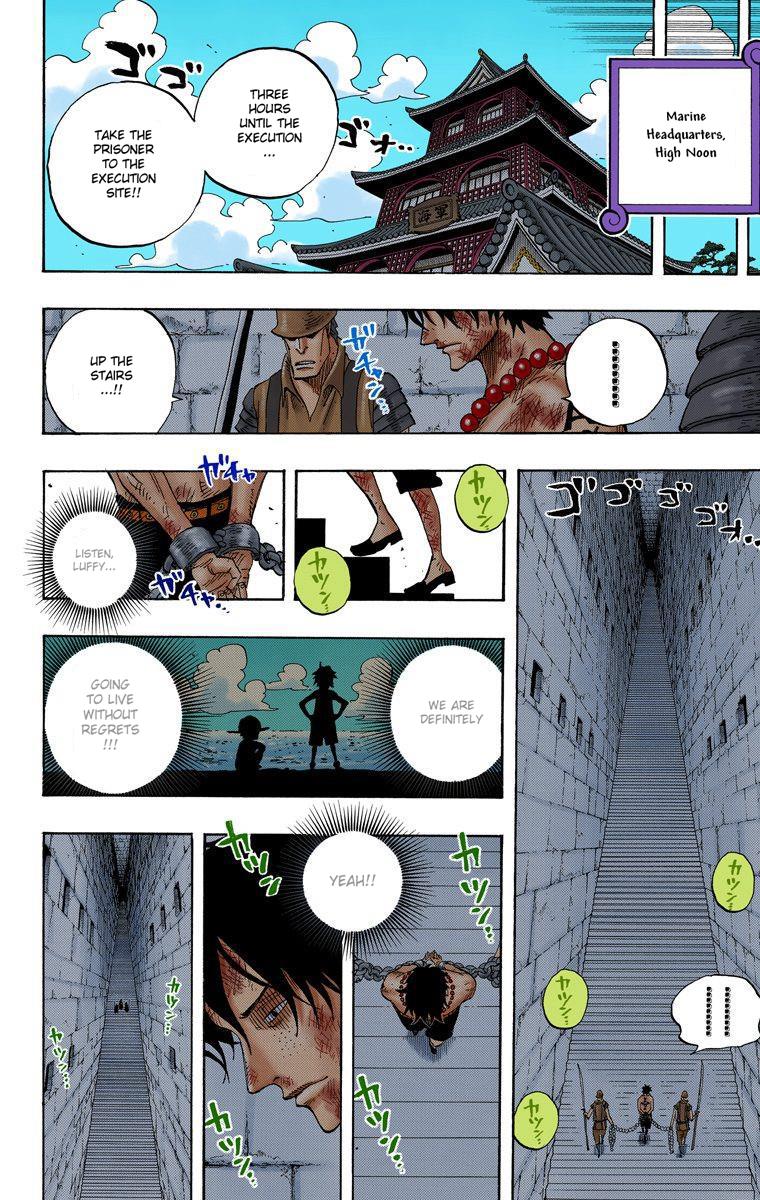 Marine
Headquarters,
High Noon
THREE
HOURS
UNTIL THE
EXECUTION
...
TAKE THE
PRISONER
TO THE
EXECUTION
SITE!!
ゴゴゴ…
海軍
UP THE
STAIRS
...!!
ガチャン…
ゴゴゴゴ…
カツン…
カツン…
ガチャ
ガチャ…
LISTEN,
LUFFY...
WE ARE
DEFINITELY
GOING
TO LIVE
WITHOUT
REGRETS
!!!
カツン…
カツン…
カツン…
YEAH!!
カツン…
カツン…
カツン…
カツン…
カツン…
カツン…